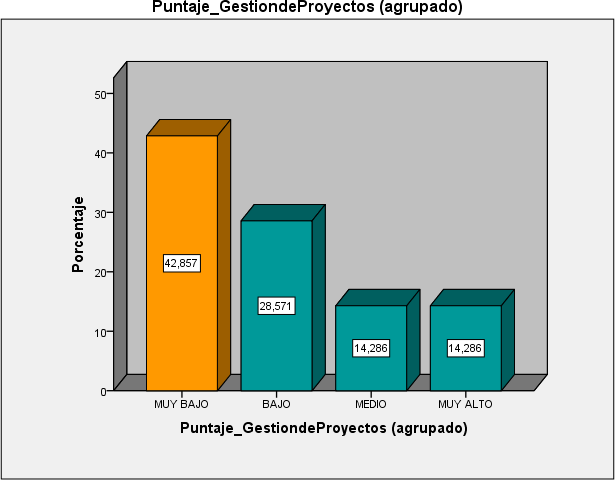 Puntaje_GestiondeProyectos (agrupado)
50
40
30
20
10
0
Porcentaje
42,857
28,571
14,286
14,286
MUY BAJO
BAJO
MEDIO
MUY ALTO
Puntaje_GestiondeProyectos (agrupado)